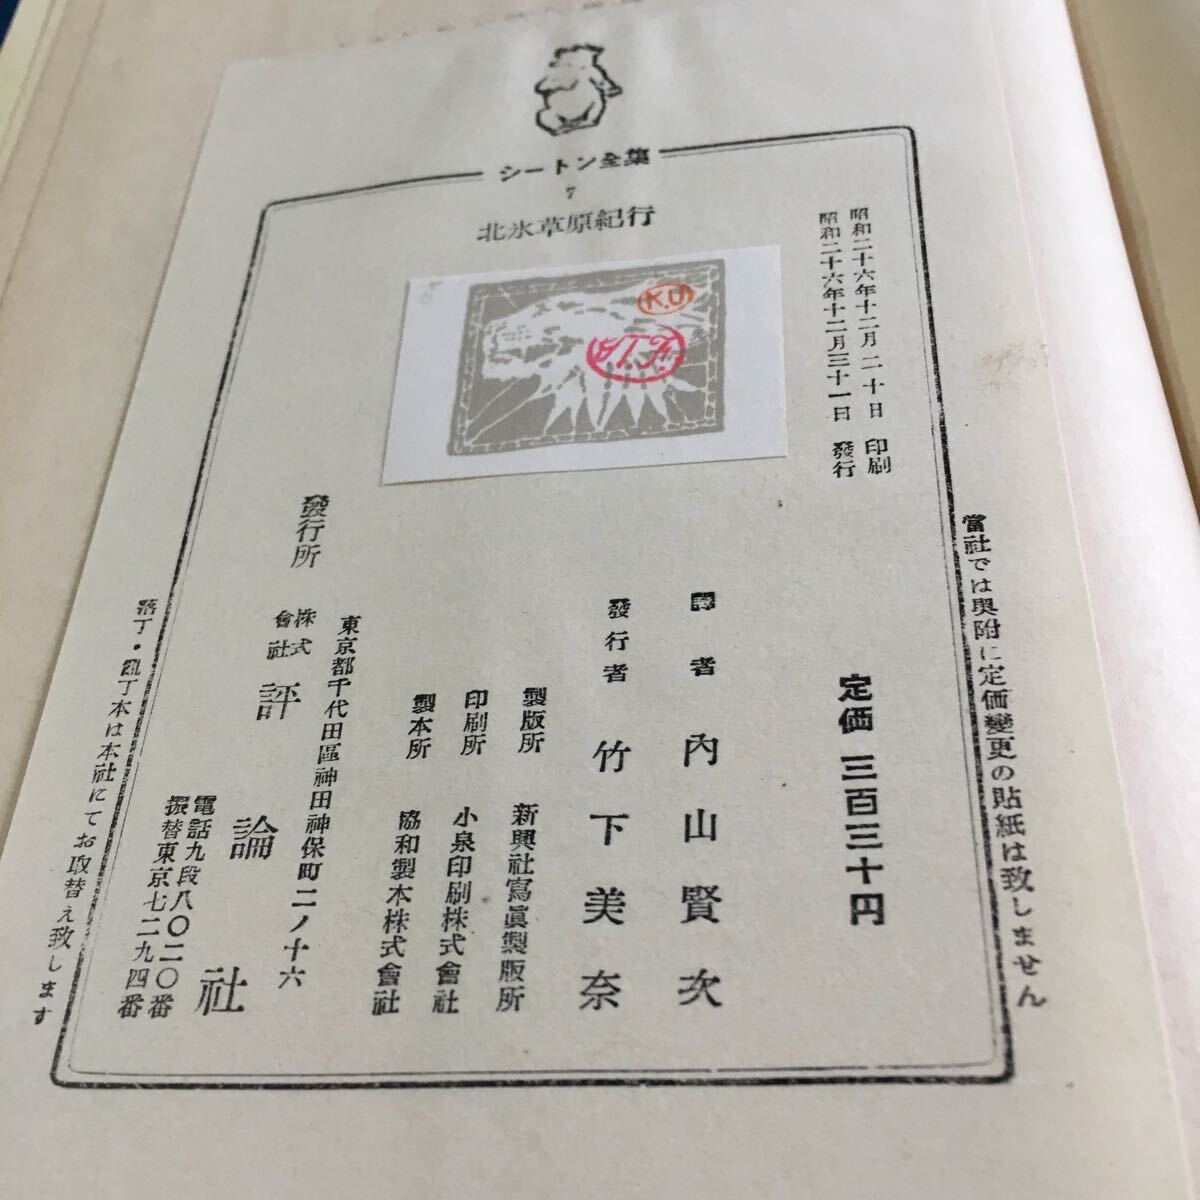 シートン全集
7
北氷草原紀行
K.U
昭和二十六年十二月二十日 印刷
昭和二十六年十二月三十一日 發行
定価 三百三十円
譯者 內山賢次
發行者 竹下美奈
製版所 新興社寫眞製版所
印刷所 小泉印刷株式會社
製本所 協和製本株式會社
東京都千代田區神田神保町二ノ十六
發行所 株式會社 評論社
電話九段八〇二〇番
振替東京七二九四番
當社では奥附に定価變更の貼紙は致しません
落丁・亂丁本は本社にてお取替え致します